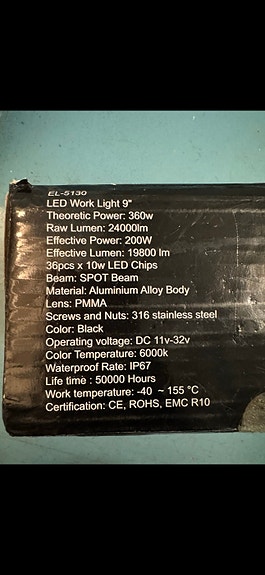 EL-5130
LED Work Light 9"
Theoretic Power: 360w
Raw Lumen: 24000lm
Effective Power: 200W
Effective Lumen: 19800 lm
36pcs x 10w LED Chips
Beam: SPOT Beam
Material: Aluminium Alloy Body
Lens: PMMA
Screws and Nuts: 316 stainless steel
Color: Black
Operating voltage: DC 11v-32v
Color Temperature: 6000k
Waterproof Rate: IP67
Life time : 50000 Hours
Work temperature: -40 ~ 155 °C
Certification: CE, ROHS, EMC R10